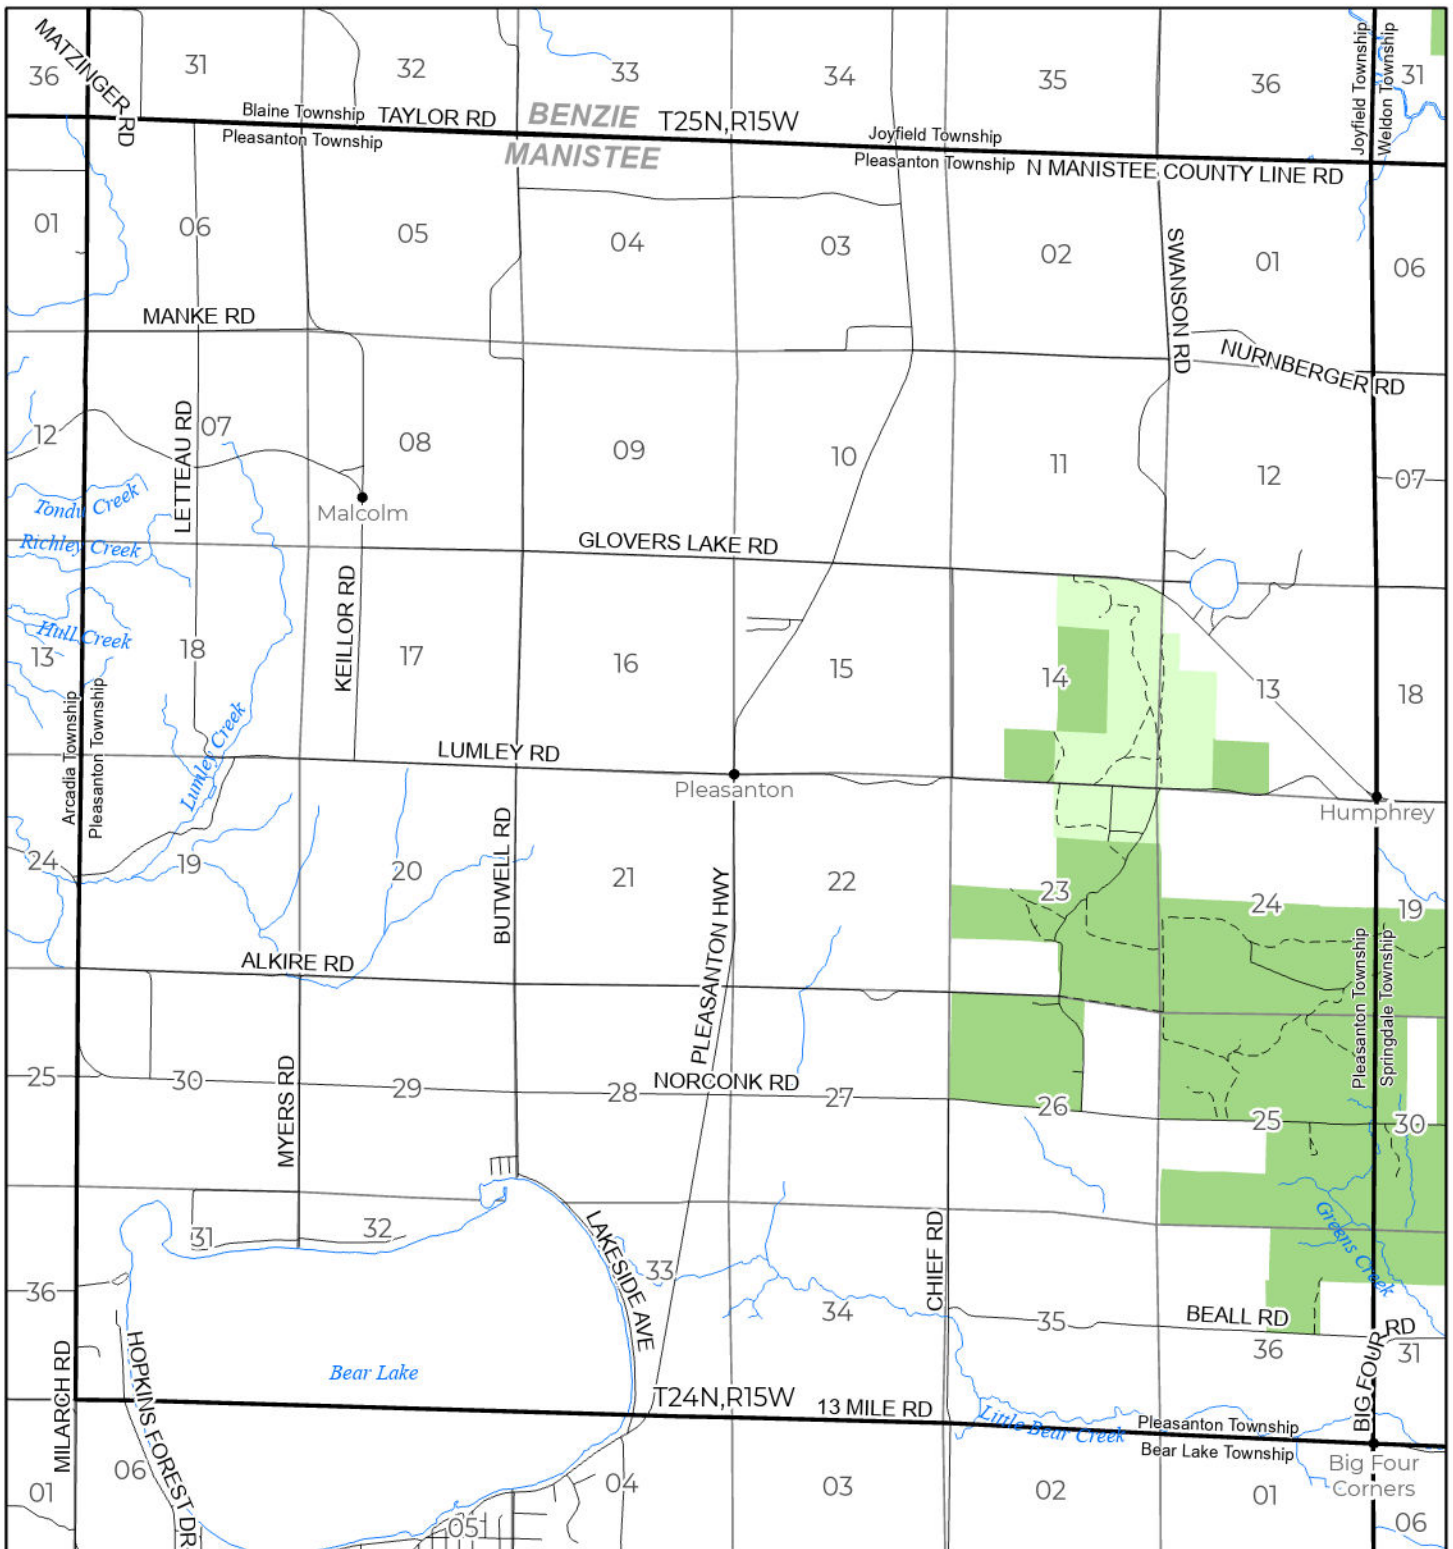 MATZINGER RD
36
31
32
33
34
35
36
31
Joyfield Township
Weldon Township
Blaine Township
TAYLOR RD
BENZIE
T25N,R15W
Joyfield Township
Pleasanton Township
MANISTEE
Pleasanton Township
N MANISTEE COUNTY LINE RD
01
06
05
04
03
02
SWANSON RD
01
06
MANKE RD
NURNBERGER RD
12
LETTEAU RD
07
08
09
10
11
12
07
Tondu Creek
Malcolm
Richley Creek
GLOVERS LAKE RD
Hull Creek
13
18
KEILLOR RD
17
16
15
14
13
18
Arcadia Township
Pleasanton Township
Lumley Creek
LUMLEY RD
Pleasanton
Humphrey
24
19
20
BUTWELL RD
21
PLEASANTON HWY
22
23
24
19
ALKIRE RD
Pleasanton Township
Springdale Township
25
30
MYERS RD
29
28
NORCONK RD
27
26
25
30
31
32
LAKESIDE AVE
33
34
CHIEF RD
35
BEALL RD
Greens Creek
36
BIG FOUR RD
31
36
MILARCH RD
HOPKINS FOREST DR
Bear Lake
T24N,R15W
13 MILE RD
Little Bear Creek
Pleasanton Township
Bear Lake Township
Big Four
Corners
01
06
05
04
03
02
01
06